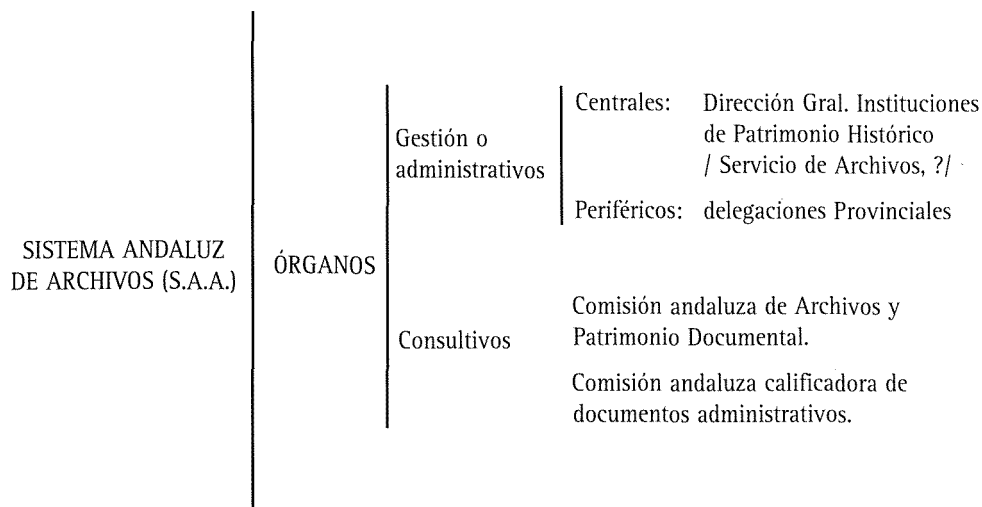 SISTEMA ANDALUZ
DE ARCHIVOS (S.A.A.)
ÓRGANOS
Gestión o
administrativos
Centrales: Dirección Gral. Instituciones
de Patrimonio Histórico
/ Servicio de Archivos, ?/
Periféricos: delegaciones Provinciales
Consultivos
Comisión andaluza de Archivos y
Patrimonio Documental.
Comisión andaluza calificadora de
documentos administrativos.